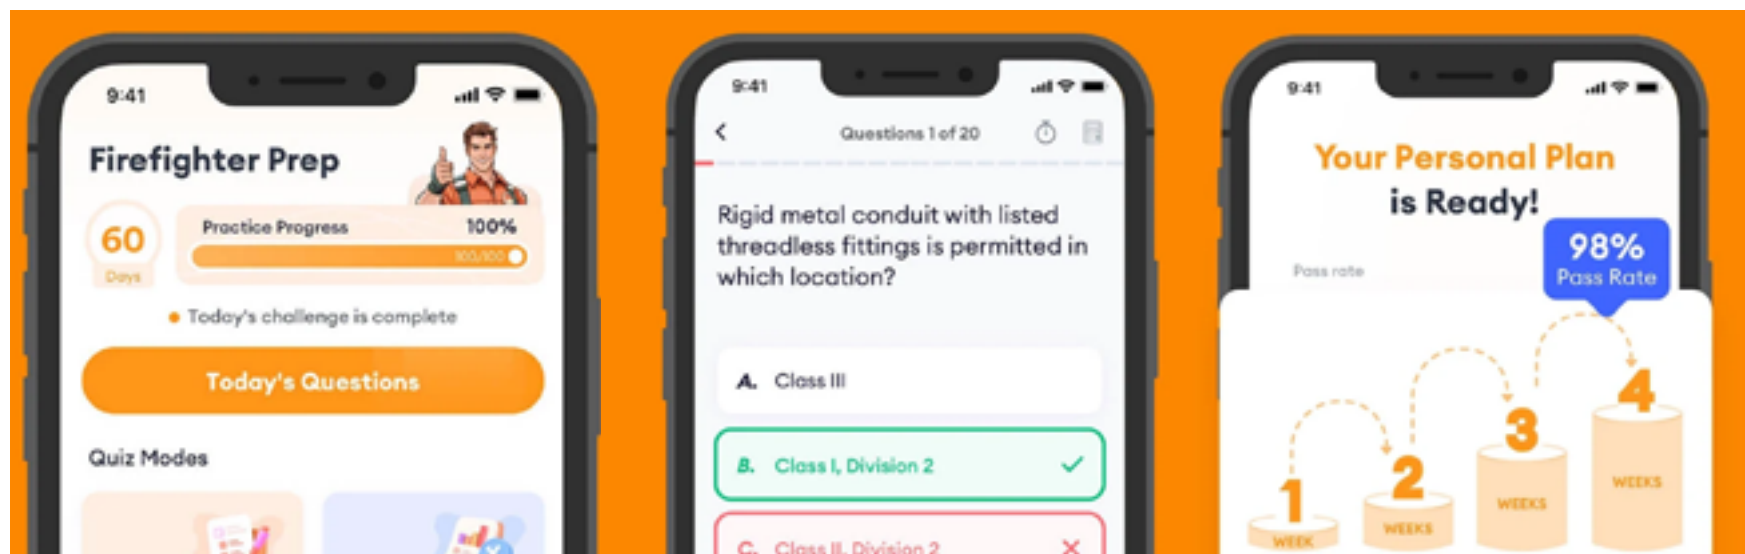 9:41
Firefighter Prep
60
Days
Practice Progress 100%
100/100
Today's challenge is complete
Today's Questions
Quiz Modes
9:41
Questions 1 of 20
Rigid metal conduit with listed
threadless fittings is permitted in
which location?
A. Class III
B. Class I, Division 2
C. Class II, Division 2
9:41
Your Personal Plan
is Ready!
98%
Pass Rate
Pass rate
1
WEEK
2
WEEKS
3
WEEKS
4
WEEKS